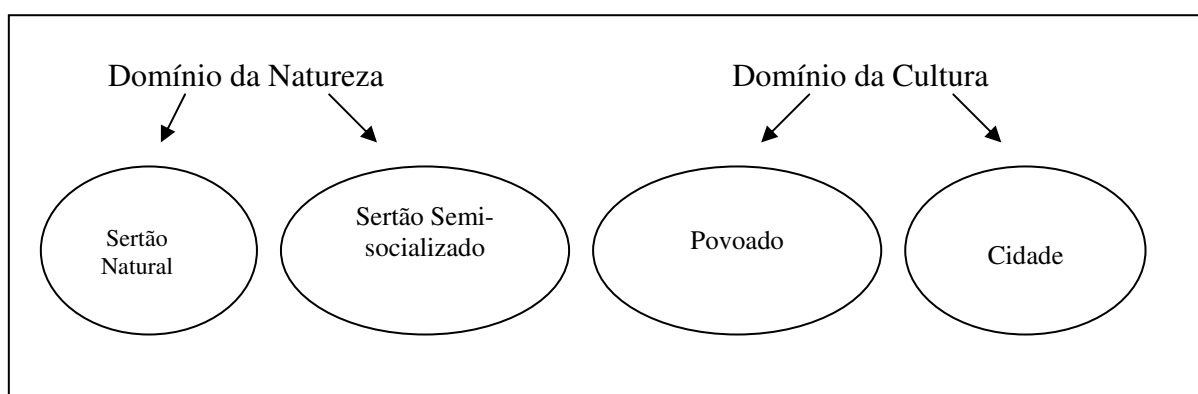 Domínio da Natureza
Domínio da Cultura
Sertão
Natural
Sertão Semi-
socializado
Povoado
Cidade